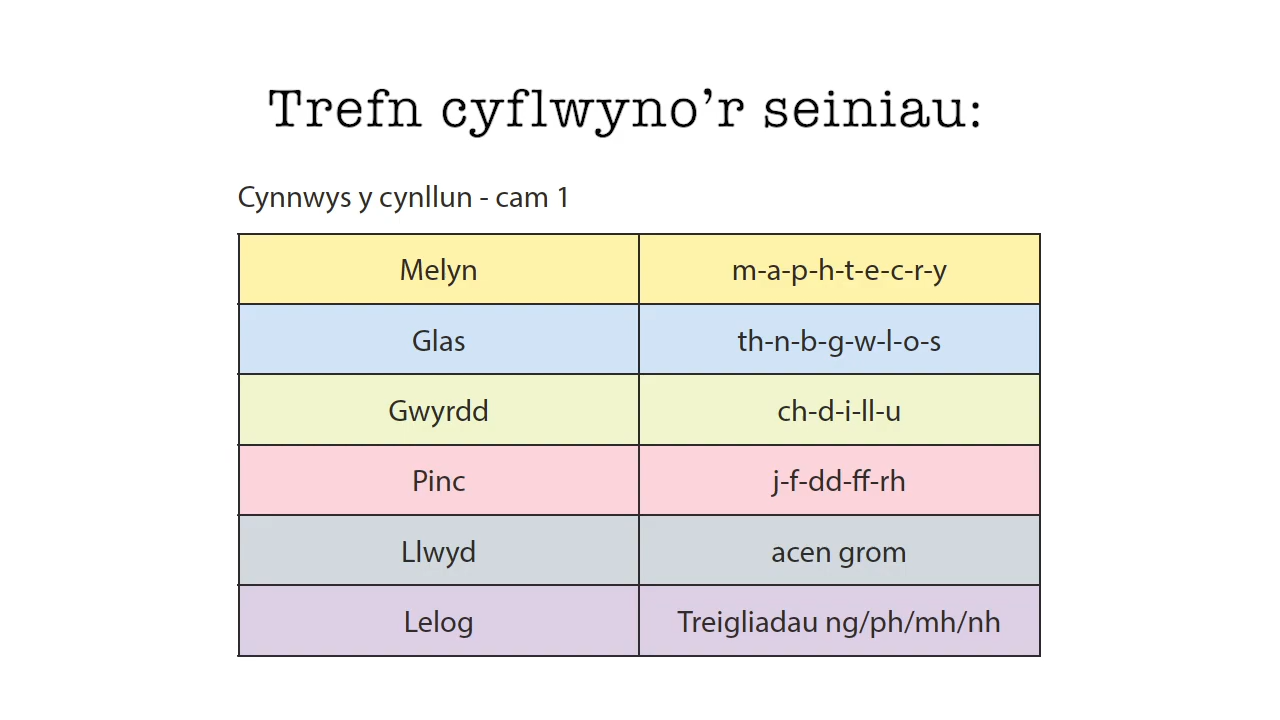 Trefn cyflwyno’r seiniau:
Cynnwys y cynllun - cam 1
Melyn m-a-p-h-t-e-c-r-y
Glas th-n-b-g-w-l-o-s
Gwyrdd ch-d-i-ll-u
Pinc j-f-dd-ff-rh
Llwyd acen grom
Lelog Treigliadau ng/ph/mh/nh